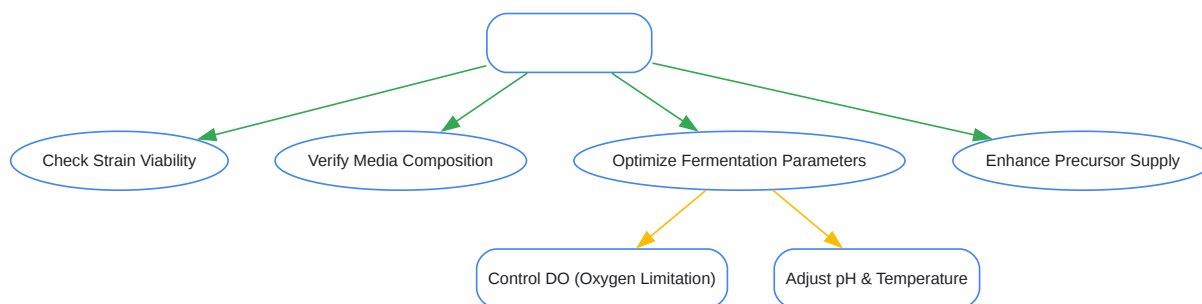 Check Strain Viability
Verify Media Composition
Optimize Fermentation Parameters
Enhance Precursor Supply
Control DO (Oxygen Limitation)
Adjust pH & Temperature